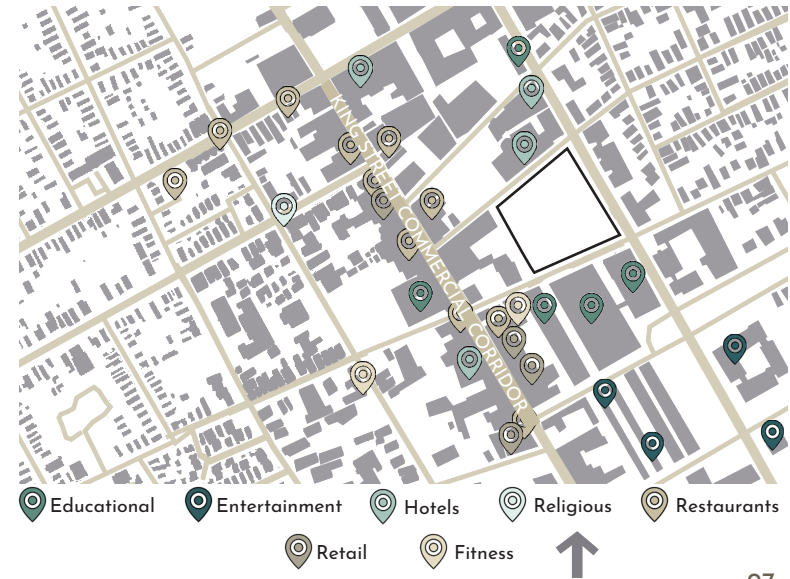 KING STREET COMMERCIAL CORRIDOR
Educational
Entertainment
Hotels
Religious
Restaurants
Retail
Fitness